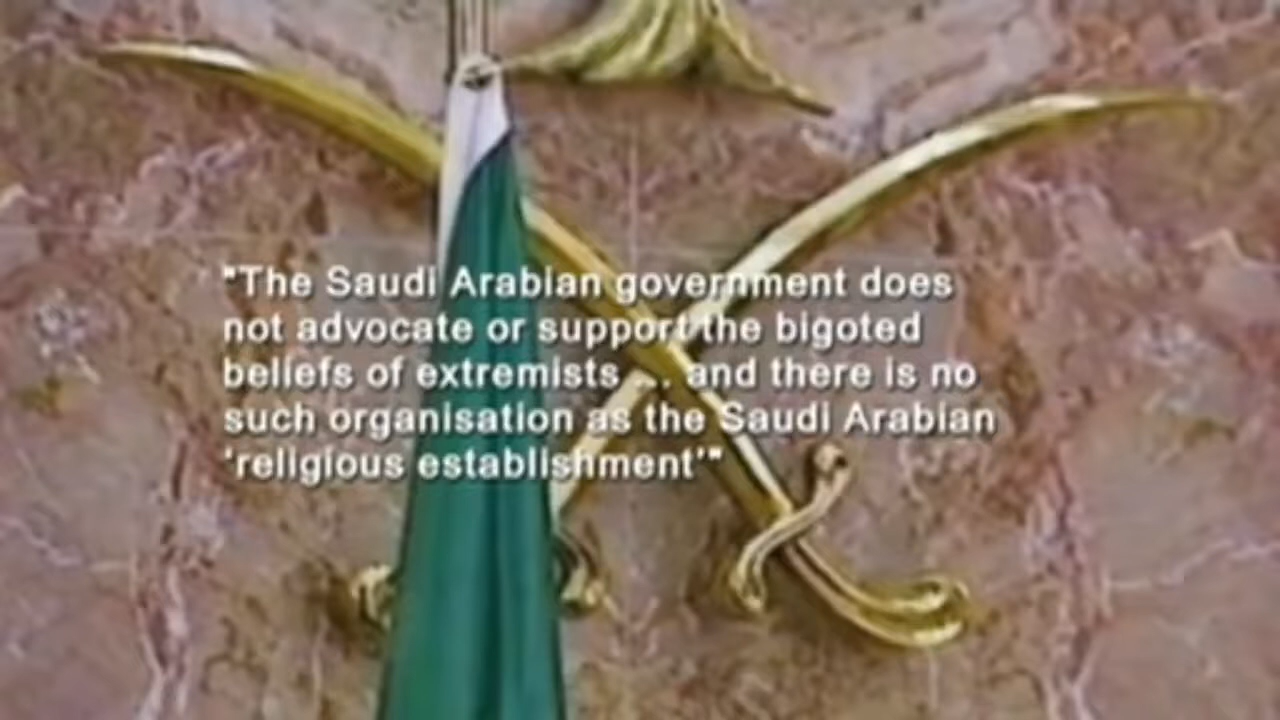 "The Saudi Arabian government does
not advocate or support the bigoted
beliefs of extremists ... and there is no
such organisation as the Saudi Arabian
‘religious establishment’"